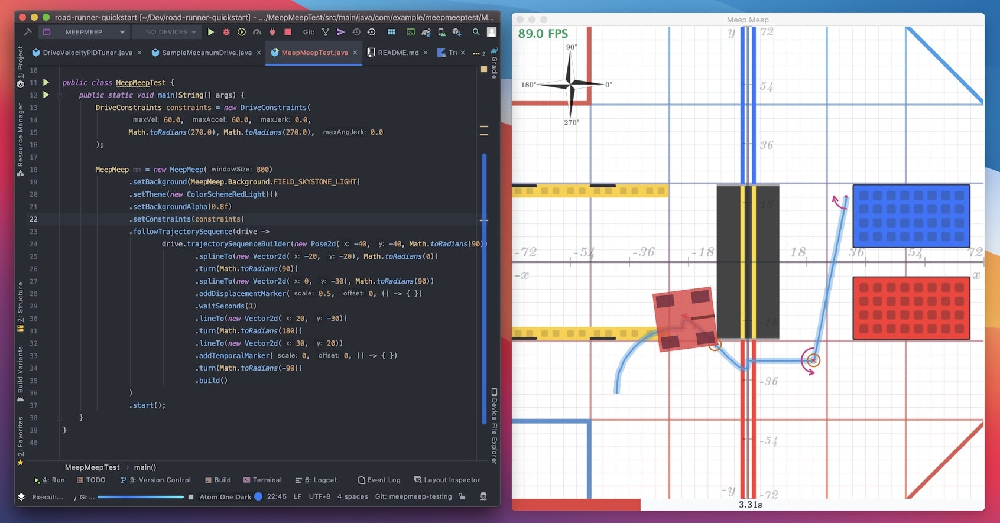 road-runner-quickstart [~/Dev/road-runner-quickstart] - .../MeepMeepTest/src/main/java/com/example/meepmeeptest/M...
MEEPMEEP NO DEVICES Git:
DriveVelocityPIDTuner.java SampleMecanumDrive.java MeepMeepTest.java README.md Tra 2
1: Project
Resource Manager
7: Structure
Build Variants
2: Favorites
10
11 public class MeepMeepTest {
12 public static void main(String[] args) {
13 DriveConstraints constraints = new DriveConstraints(
14 maxVel: 60.0, maxAccel: 60.0, maxJerk: 0.0,
15 Math.toRadians(270.0), Math.toRadians(270.0), maxAngJerk: 0.0
16 );
17
18 MeepMeep mm = new MeepMeep( windowSize: 800)
19 .setBackground(MeepMeep.Background.FIELD_SKYSTONE_LIGHT)
20 .setTheme(new ColorSchemeRedLight())
21 .setBackgroundAlpha(0.8f)
22 .setConstraints(constraints)
23 .followTrajectorySequence(drive ->
24 drive.trajectorySequenceBuilder(new Pose2d( x: -40, y: -40, Math.toRadians(90))
25 .splineTo(new Vector2d( x: -20, y: -20), Math.toRadians(0))
26 .turn(Math.toRadians(90))
27 .splineTo(new Vector2d( x: 0, y: -30), Math.toRadians(90))
28 .addDisplacementMarker( scale: 0.5, offset: 0, () -> { })
29 .waitSeconds(1)
30 .lineTo(new Vector2d( x: 20, y: -30))
31 .turn(Math.toRadians(180))
32 .lineTo(new Vector2d( x: 30, y: 20))
33 .addTemporalMarker( scale: 0, offset: 0, () -> { })
34 .turn(Math.toRadians(-90))
35 .build()
36 )
37 .start();
38 }
39 }
40
Gradle
Device File Explorer
MeepMeepTest › main()
4: Run TODO 9: Version Control Build Terminal 6: Logcat Event Log Layout Inspector
Executi... Gr... Atom One Dark 22:45 LF UTF-8 4 spaces Git: meepmeep-testing
Meep Meep
89.0 FPS
90°
180° 0°
270°
y 72
54
36
18
-72 -54 -36 -18 18 36 54 72
-x x
-18
-36
-54
-y -72
3.31s